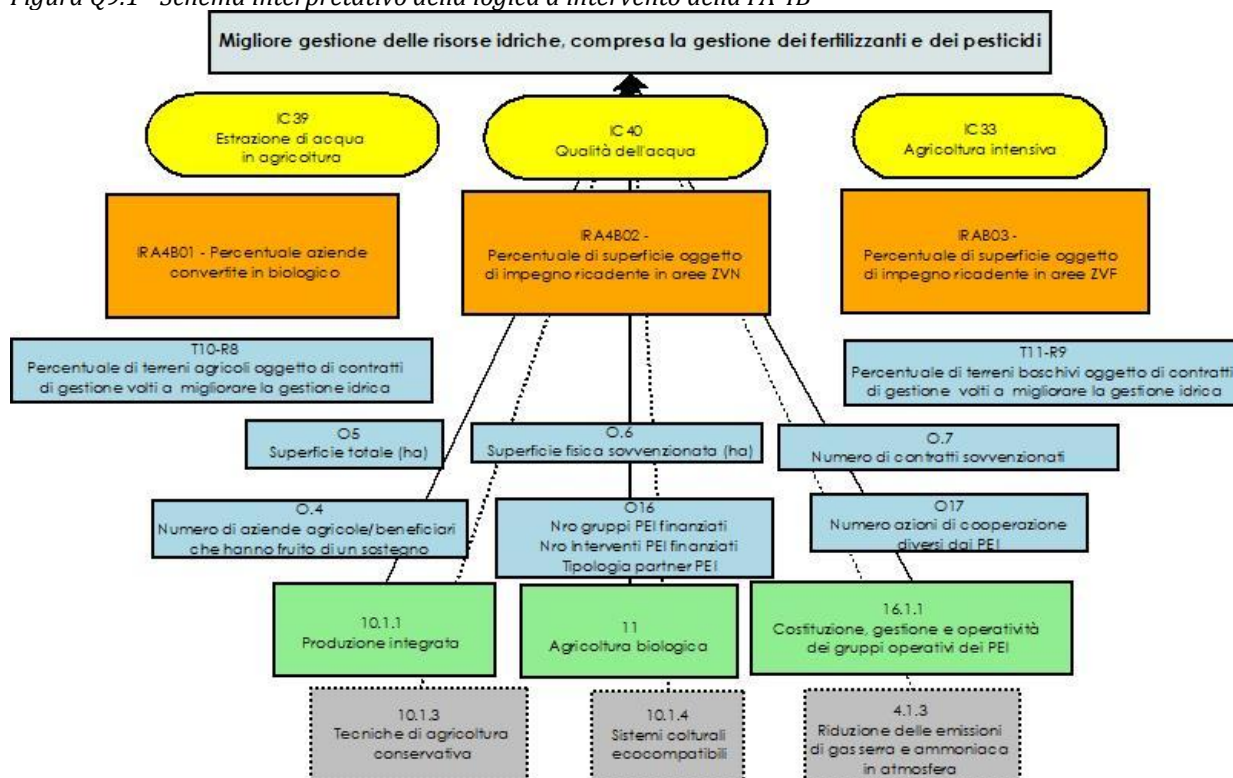 Figura Q9.1 - Schema interpretativo della logica d'intervento della FA 4B
Migliore gestione delle risorse idriche, compresa la gestione dei fertilizzanti e dei pesticidi
IC39
Estrazione di acqua
in agricoltura
IC40
Qualità dell'acqua
IC33
Agricoltura intensiva
IRA4B01 - Percentuale aziende
convertite in biologico
IRA4B02 -
Percentuale di superficie oggetto
di impegno ricadente in aree ZVN
IRAB03 -
Percentuale di superficie oggetto
di impegno ricadente in aree ZVF
T10-R8
Percentuale di terreni agricoli oggetto di contratti
di gestione volti a migliorare la gestione idrica
T11-R9
Percentuale di terreni boschivi oggetto di contratti
di gestione volti a migliorare la gestione idrica
O5
Superficie totale (ha)
O.6
Superficie fisica sovvenzionata (ha)
O.7
Numero di contratti sovvenzionati
O.4
Numero di aziende agricole/beneficiari
che hanno fruito di un sostegno
O16
Nro gruppi PEI finanziati
Nro Interventi PEI finanziati
Tipologia partner PEI
O17
Numero azioni di cooperazione
diversi dai PEI
10.1.1
Produzione integrata
11
Agricoltura biologica
16.1.1
Costituzione, gestione e operatività
dei gruppi operativi dei PEI
10.1.3
Tecniche di agricoltura
conservativa
10.1.4
Sistemi colturali
ecocompatibili
4.1.3
Riduzione delle emissioni
di gas serra e ammoniaca
in atmosfera